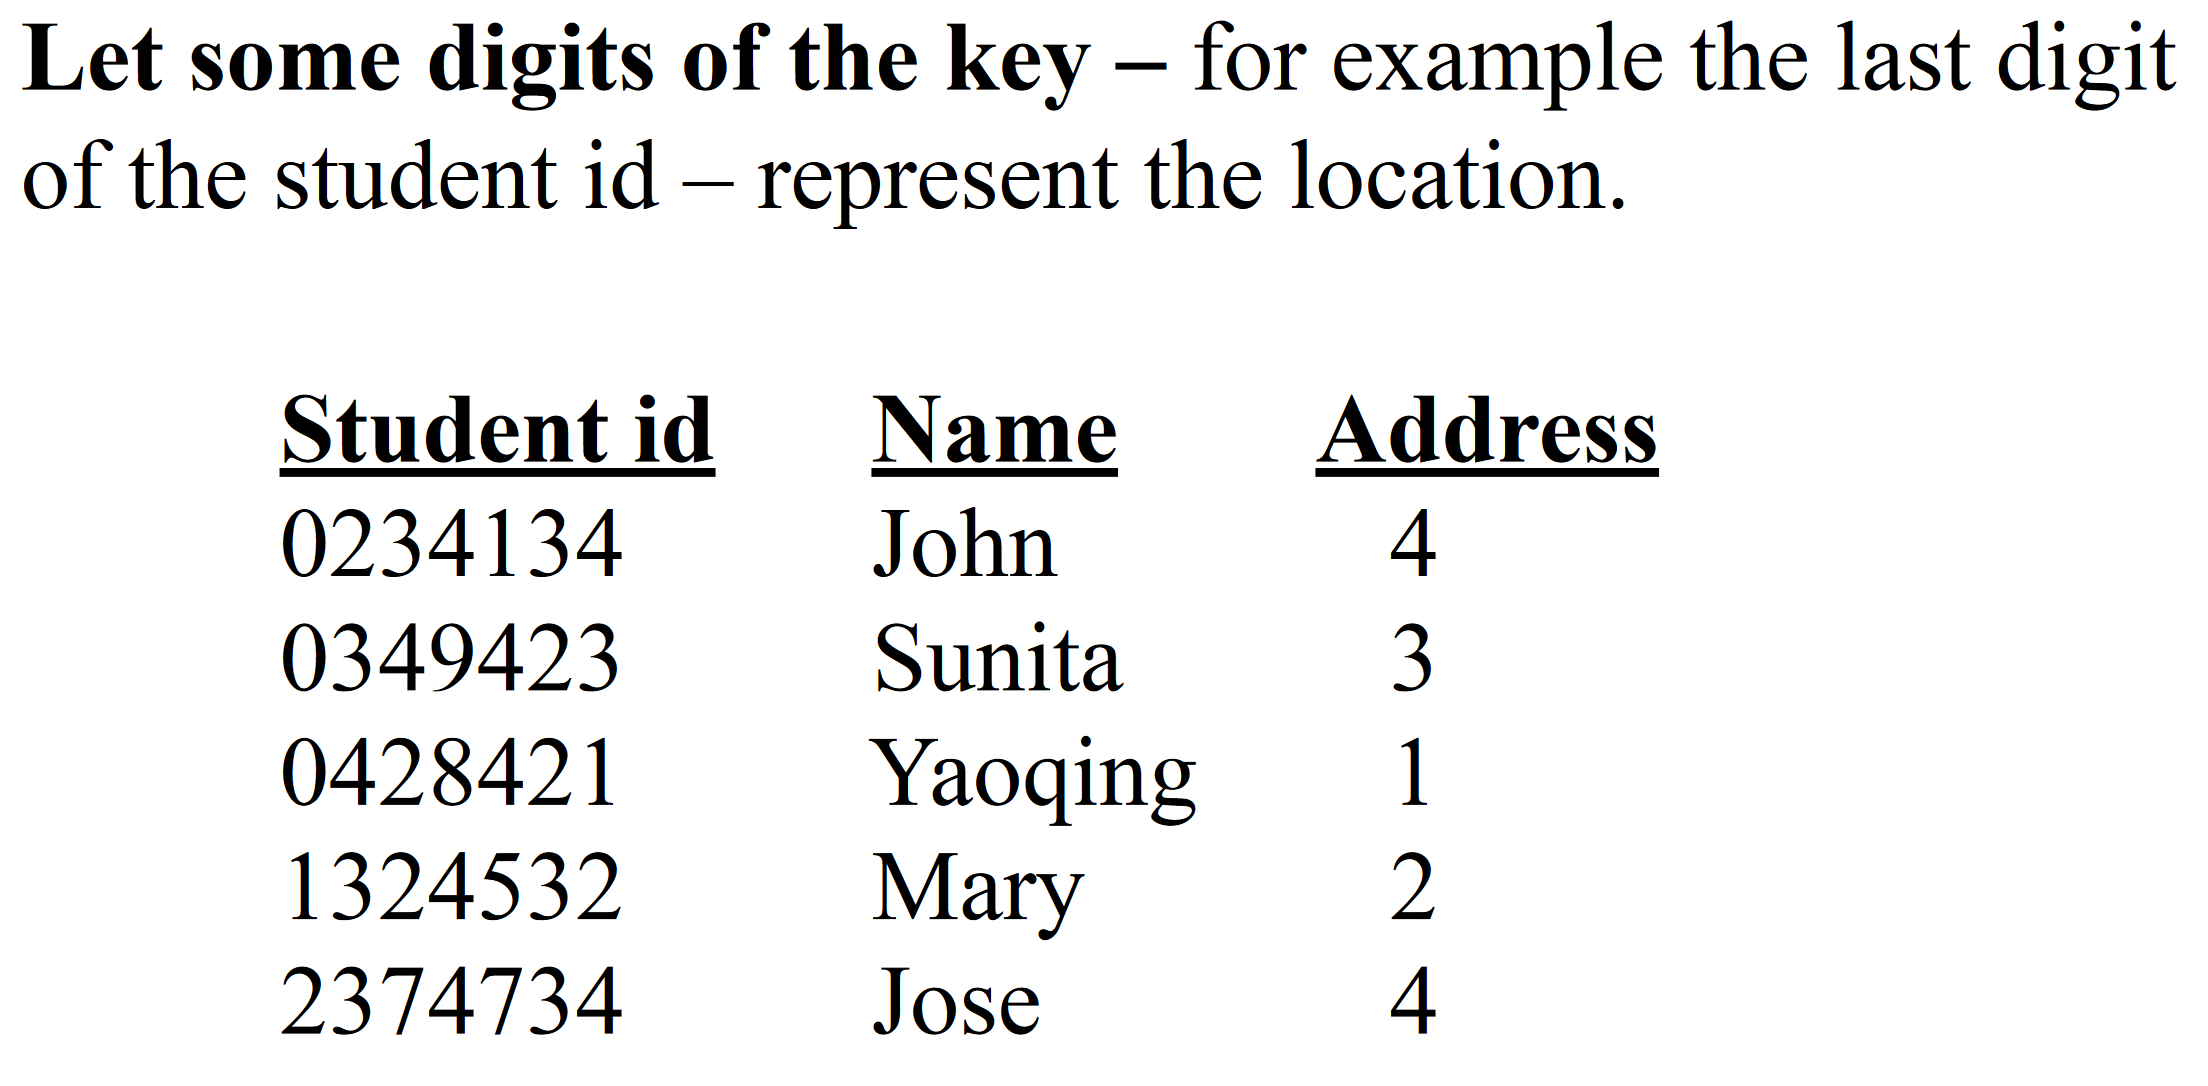 Let some digits of the key – for example the last digit
of the student id – represent the location.
Student id Name Address
0234134 John 4
0349423 Sunita 3
0428421 Yaoqing 1
1324532 Mary 2
2374734 Jose 4